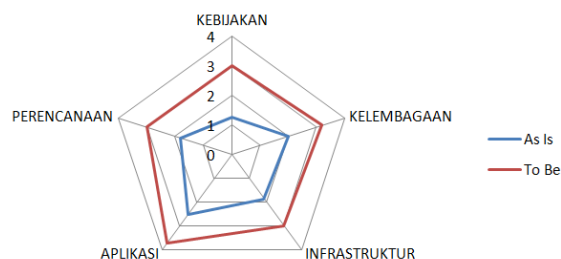 KEBIJAKAN
4
3
2
1
0
PERENCANAAN
KELEMBAGAAN
APLIKASI
INFRASTRUKTUR
As Is
To Be